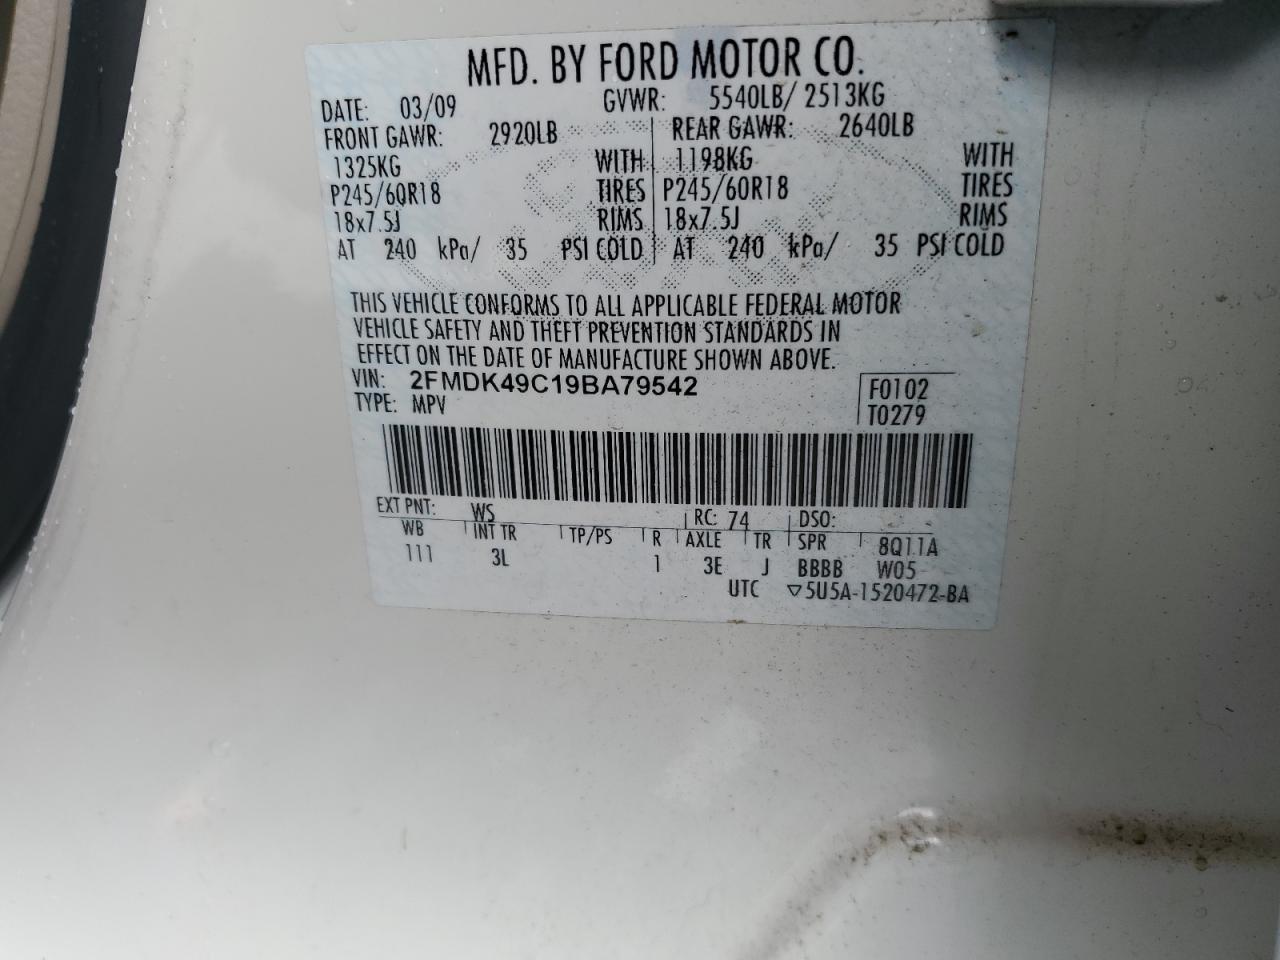 MFD. BY FORD MOTOR CO.
DATE: 03/09 GVWR: 5540LB/ 2513KG
FRONT GAWR: 2920LB REAR GAWR: 2640LB
1325KG WITH 1198KG WITH
P245/60R18 TIRES P245/60R18 TIRES
18x7.5J RIMS 18x7.5J RIMS
AT 240 kPa/ 35 PSI COLD AT 240 kPa/ 35 PSI COLD
THIS VEHICLE CONFORMS TO ALL APPLICABLE FEDERAL MOTOR
VEHICLE SAFETY AND THEFT PREVENTION STANDARDS IN
EFFECT ON THE DATE OF MANUFACTURE SHOWN ABOVE.
VIN: 2FMDK49C19BA79542 F0102
TYPE: MPV T0279
EXT PNT: WS RC: 74 DSO:
WB INT TR TP/PS R AXLE TR SPR 8Q11A
111 3L 1 3E J BBBB W05
UTC ▽5U5A-1520472-BA